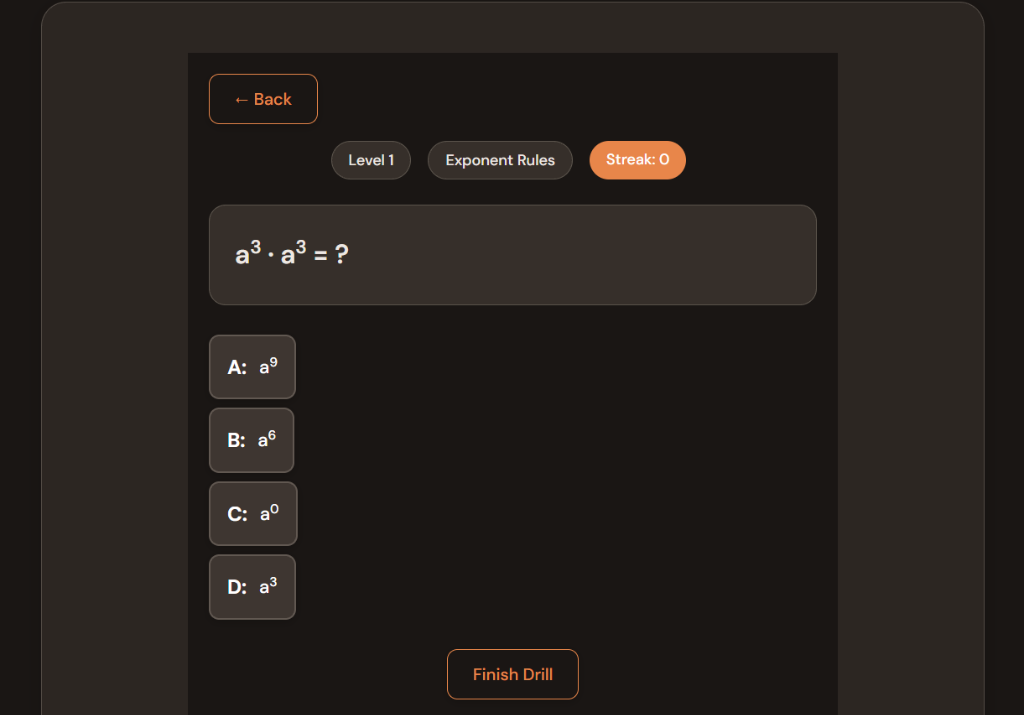 ← Back
Level 1 Exponent Rules Streak: 0
a³ · a³ = ?
A: a⁹
B: a⁶
C: a⁰
D: a³
Finish Drill